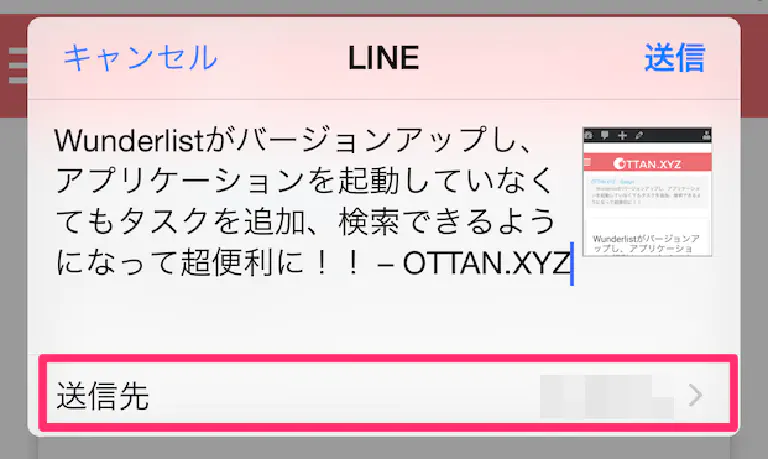 キャンセル LINE 送信
Wunderlistがバージョンアップし、
アプリケーションを起動していなく
てもタスクを追加、検索できるよう
になって超便利に！！ – OTTAN.XYZ
OTTAN.XYZ
Wunderlistがバージョンア
ップし、アプリケーショ
送信先